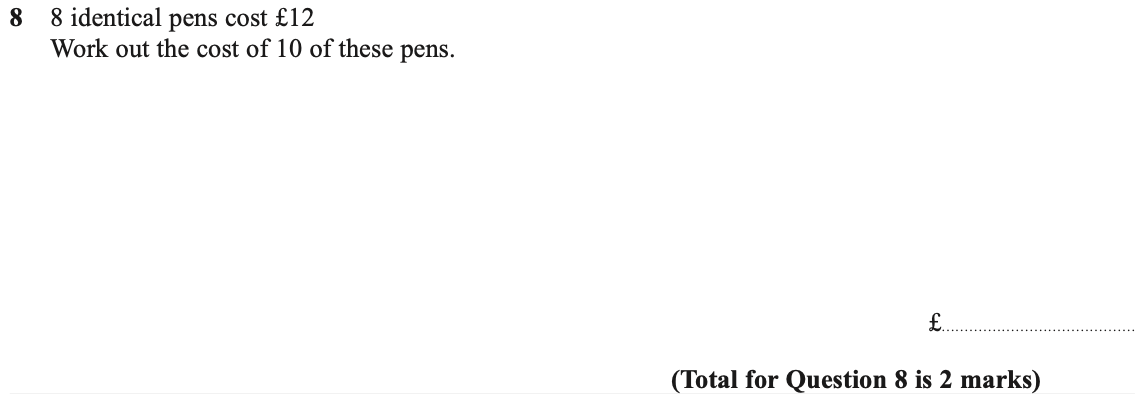 8 8 identical pens cost £12
Work out the cost of 10 of these pens.
£..........................................
(Total for Question 8 is 2 marks)